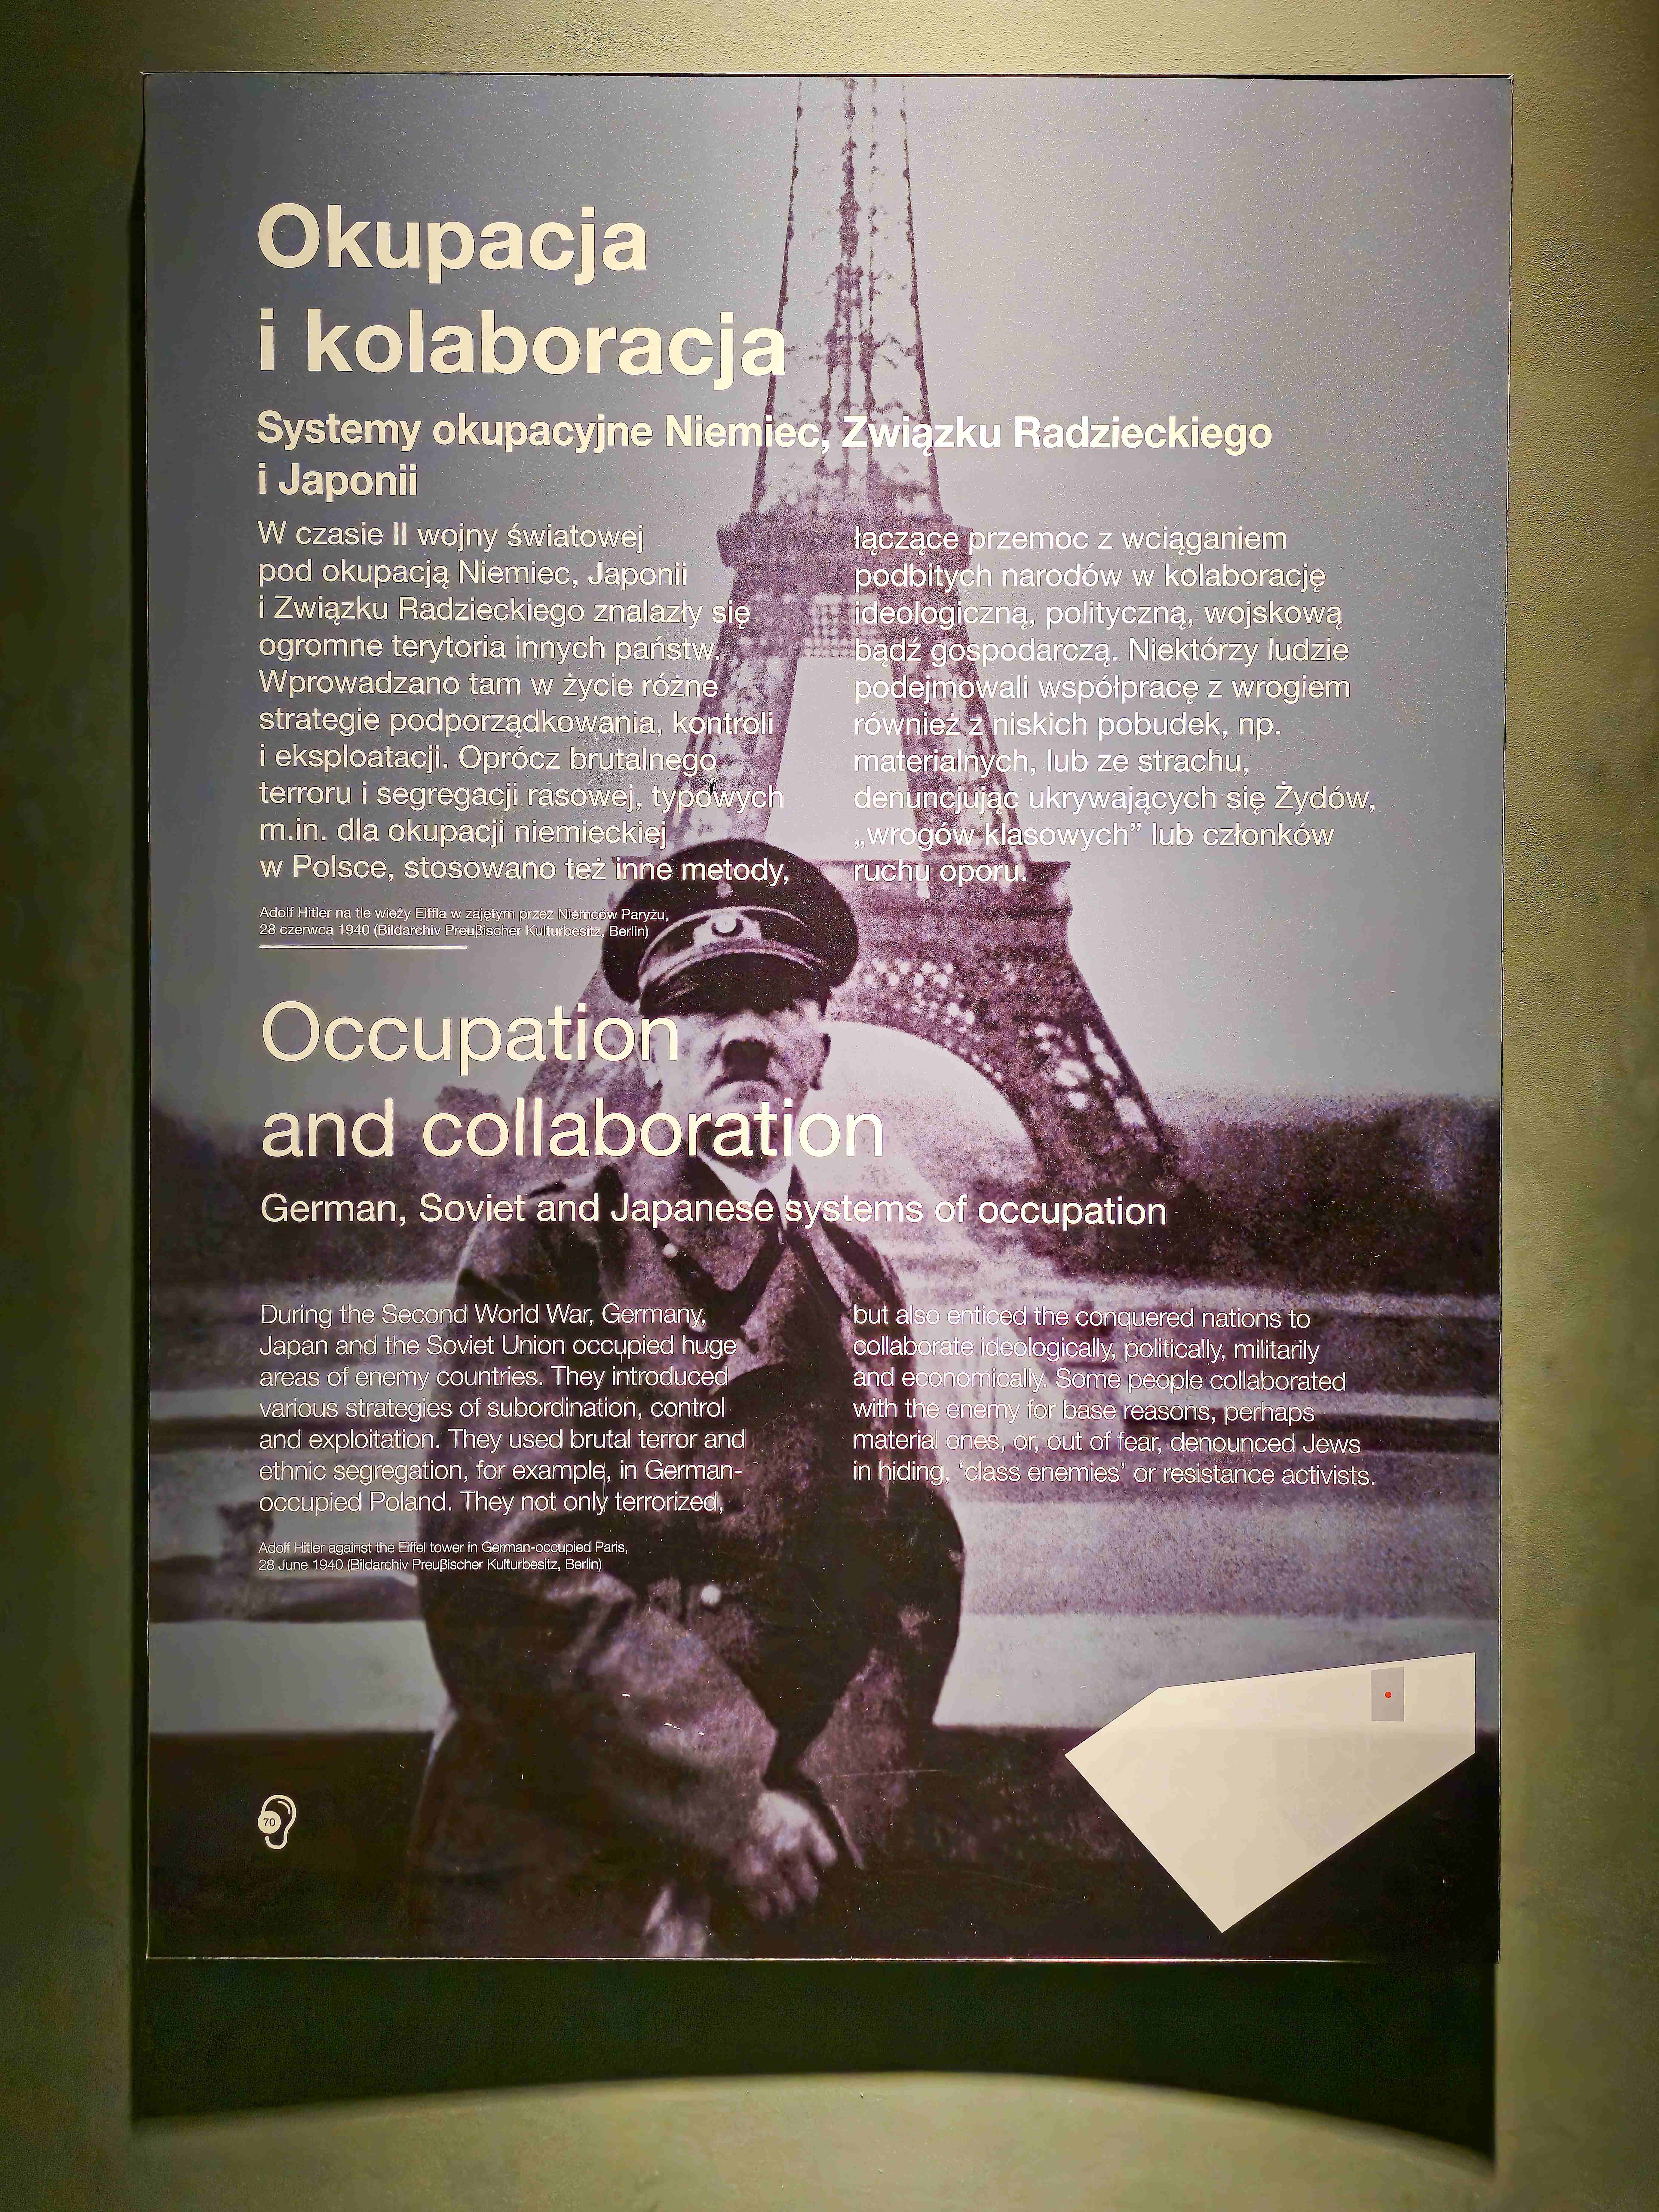 Okupacja
i kolaboracja
Systemy okupacyjne Niemiec, Związku Radzieckiego
i Japonii
W czasie II wojny światowej
pod okupacją Niemiec, Japonii
i Związku Radzieckiego znalazły się
ogromne terytoria innych państw.
Wprowadzano tam w życie różne
strategie podporządkowania, kontroli
i eksploatacji. Oprócz brutalnego
terroru i segregacji rasowej, typowych
m.in. dla okupacji niemieckiej
w Polsce, stosowano też inne metody,
łączące przemoc z wciąganiem
podbitych narodów w kolaborację
ideologiczną, polityczną, wojskową
bądź gospodarczą. Niektórzy ludzie
podejmowali współpracę z wrogiem
również z niskich pobudek, np.
materialnych, lub ze strachu,
denuncjując ukrywających się Żydów,
„wrogów klasowych” lub członków
ruchu oporu.
Adolf Hitler na tle wieży Eiffla w zajętym przez Niemców Paryżu,
28 czerwca 1940 (Bildarchiv Preuβischer Kulturbesitz, Berlin)
Occupation
and collaboration
German, Soviet and Japanese systems of occupation
During the Second World War, Germany,
Japan and the Soviet Union occupied huge
areas of enemy countries. They introduced
various strategies of subordination, control
and exploitation. They used brutal terror and
ethnic segregation, for example, in German-
occupied Poland. They not only terrorized,
but also enticed the conquered nations to
collaborate ideologically, politically, militarily
and economically. Some people collaborated
with the enemy for base reasons, perhaps
material ones, or, out of fear, denounced Jews
in hiding, ‘class enemies’ or resistance activists.
Adolf Hitler against the Eiffel tower in German-occupied Paris,
28 June 1940 (Bildarchiv Preuβischer Kulturbesitz, Berlin)
70